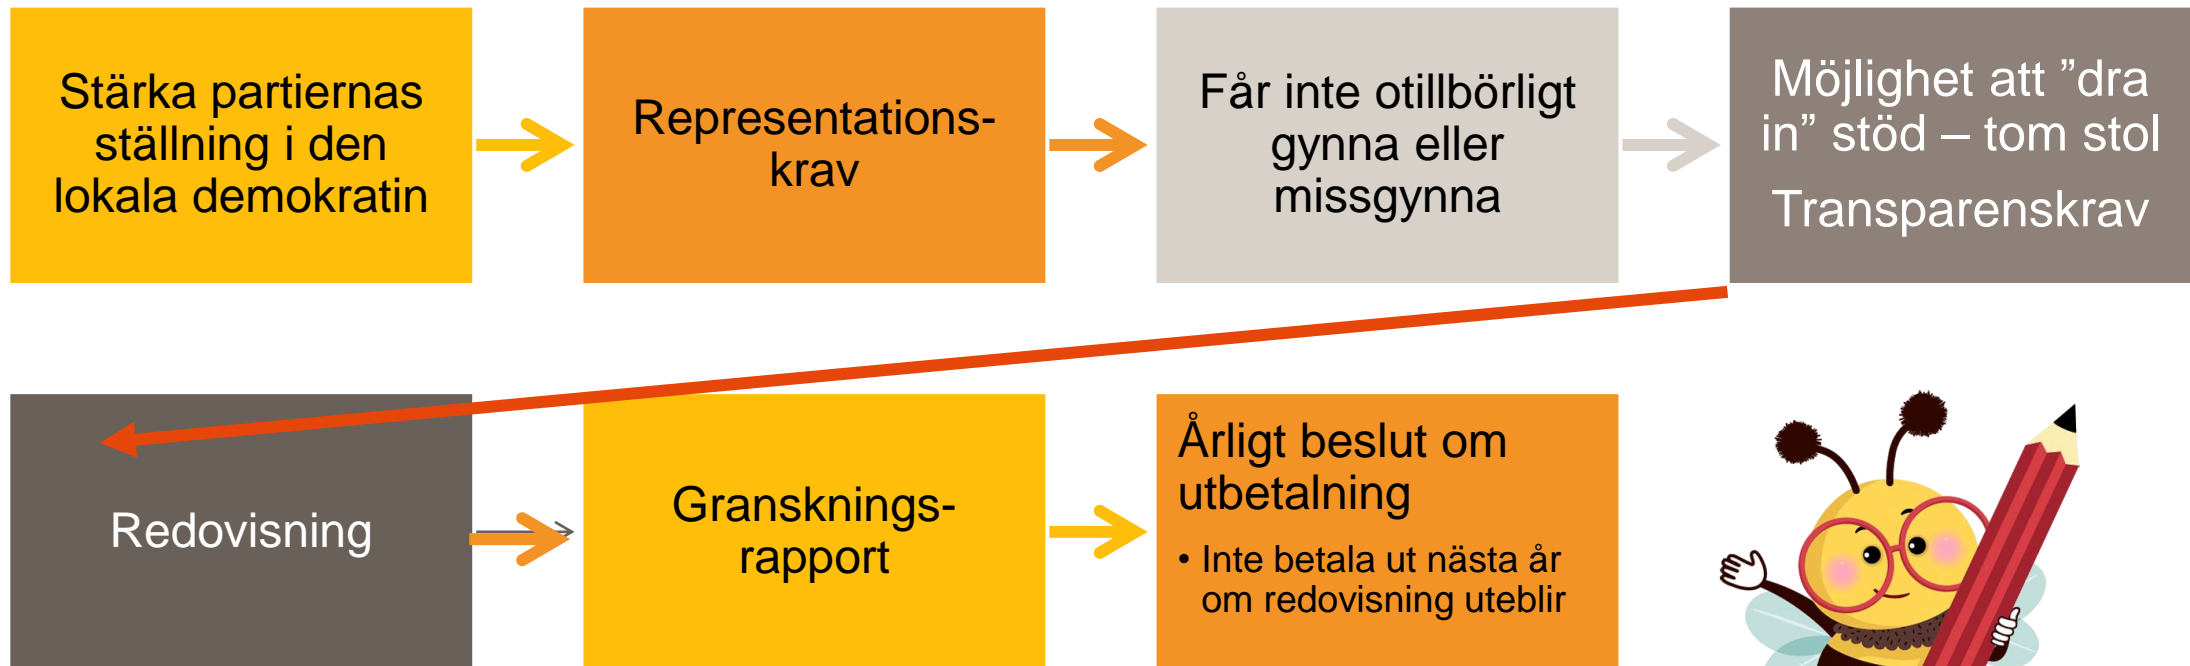 Stärka partiernas
ställning i den
lokala demokratin
Representations-
krav
Får inte otillbörligt
gynna eller
missgynna
Möjlighet att ”dra
in” stöd – tom stol
Transparenskrav
Redovisning
Gransknings-
rapport
Årligt beslut om
utbetalning
• Inte betala ut nästa år
om redovisning uteblir